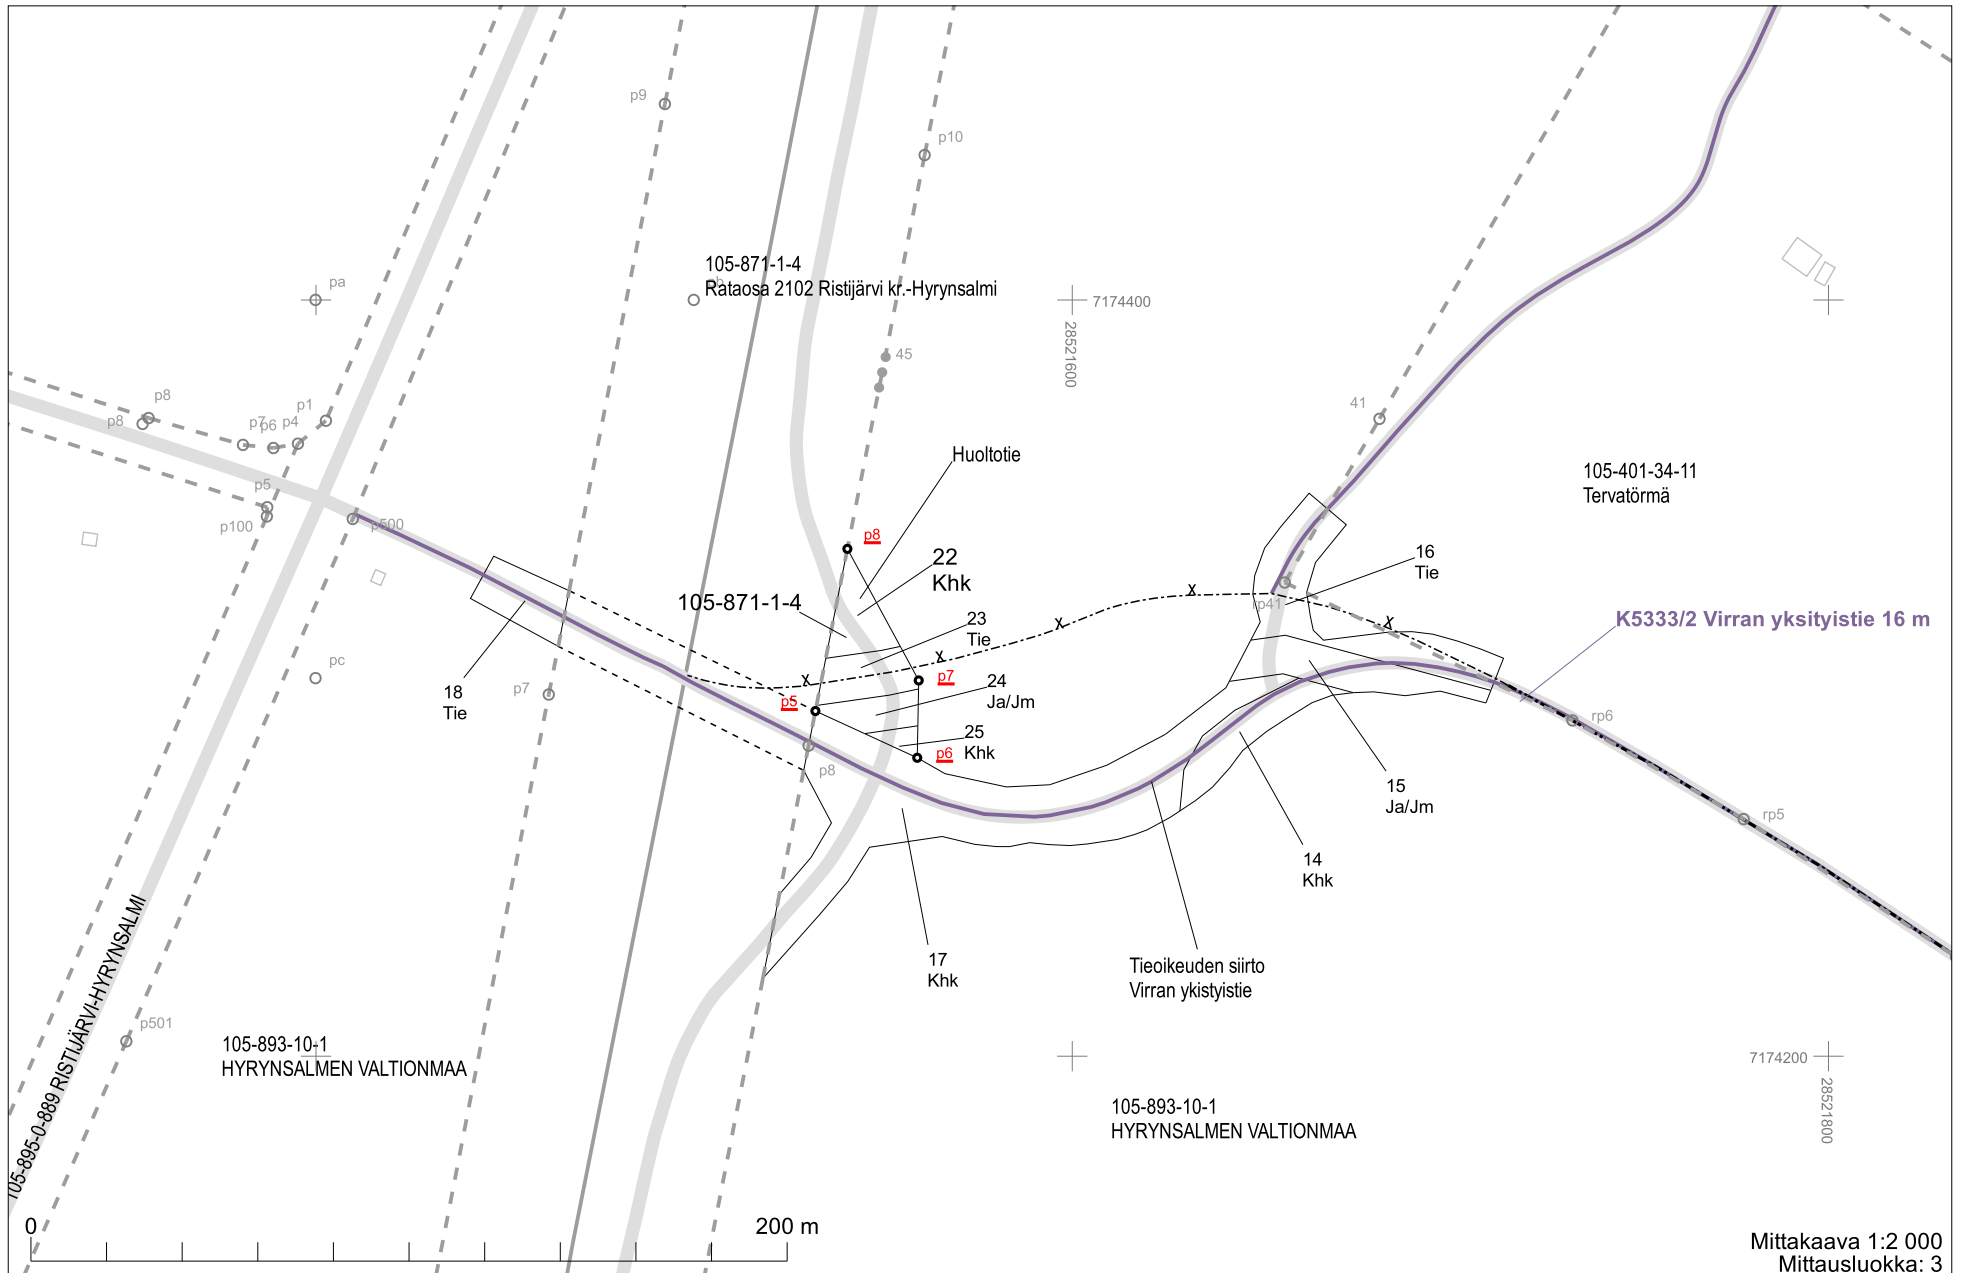 p9
p10
pa
105-871-1-4
Rataosa 2102 Ristijärvi kr.-Hyrynsalmi
7174400
28521600
45
p8
p8
p7
p6
p4
p1
41
Huoltotie
105-401-34-11
Tervatörmä
p5
p100
p500
p8
22
Khk
16
Tie
105-871-1-4
rp41
23
Tie
K5333/2 Virran yksityistie 16 m
x
x
x
x
x
pc
p7
18
Tie
p5
p7
24
Ja/Jm
25
Khk
p6
p8
rp6
15
Ja/Jm
rp5
14
Khk
17
Khk
Tieoikeuden siirto
Virran ykistyistie
105-895-0-889 RISTIJÄRVI-HYRYNSALMI
p501
105-893-10-1
HYRYNSALMEN VALTIONMAA
7174200
28521800
105-893-10-1
HYRYNSALMEN VALTIONMAA
0
200 m
Mittakaava 1:2 000
Mittausluokka: 3